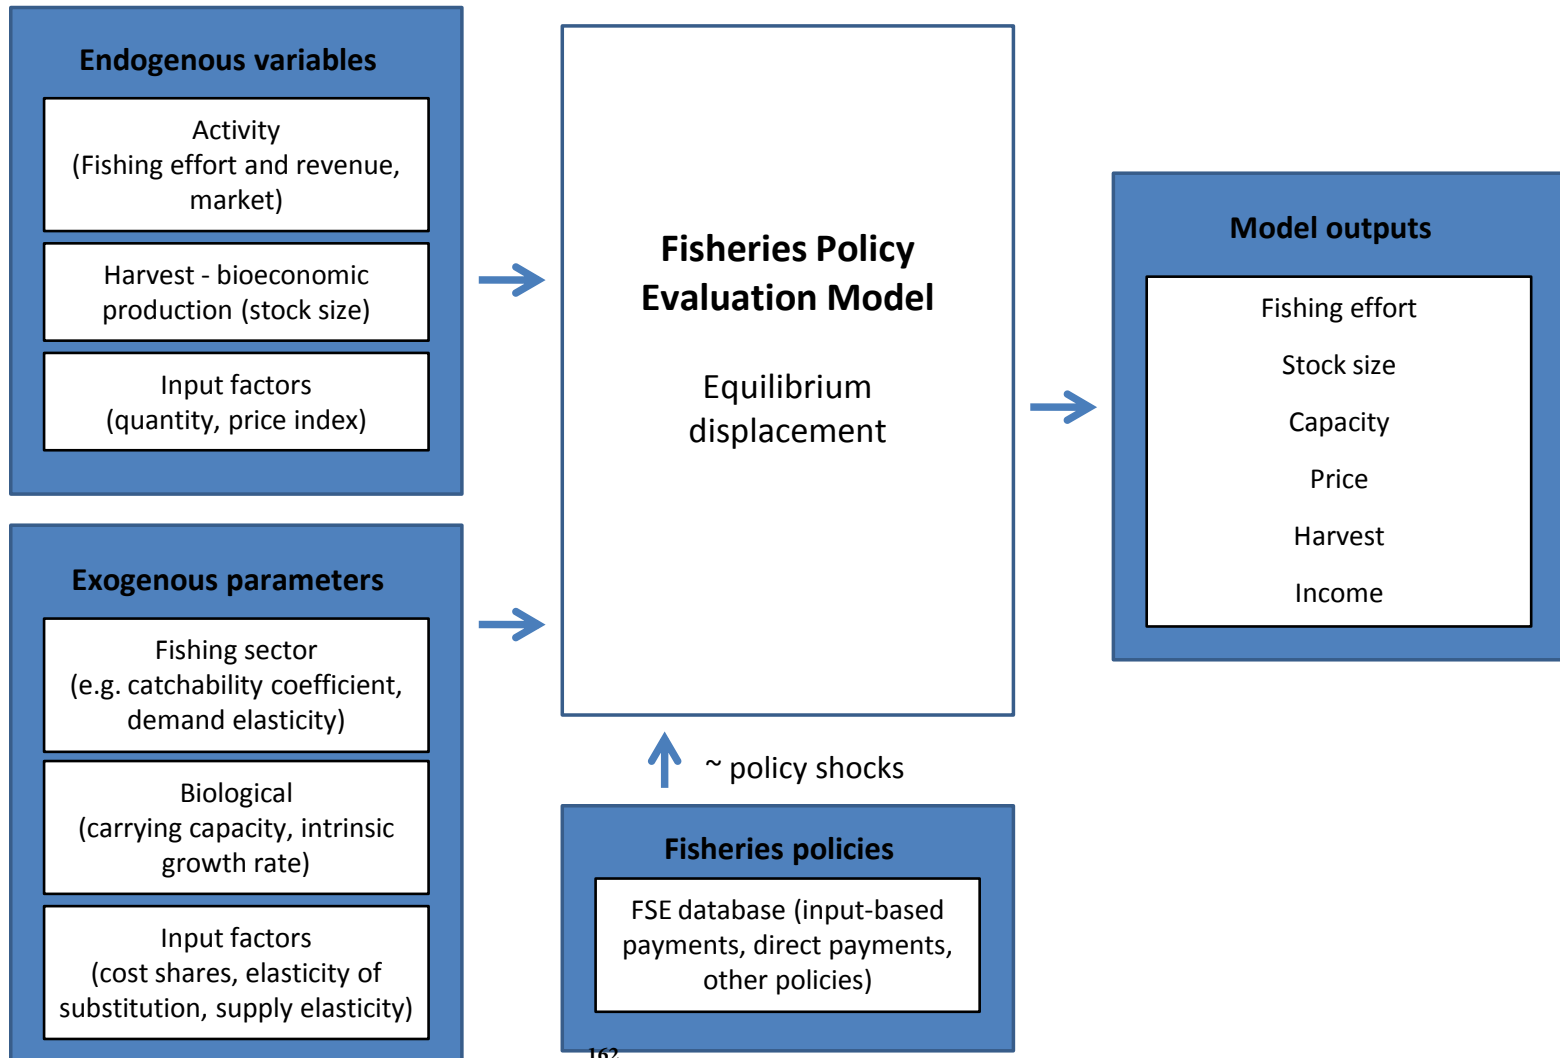 Endogenous variables
Activity
(Fishing effort and revenue,
market)
Harvest - bioeconomic
production (stock size)
Input factors
(quantity, price index)
Exogenous parameters
Fishing sector
(e.g. catchability coefficient,
demand elasticity)
Biological
(carrying capacity, intrinsic
growth rate)
Input factors
(cost shares, elasticity of
substitution, supply elasticity)
Fisheries Policy
Evaluation Model
Equilibrium
displacement
~ policy shocks
Fisheries policies
FSE database (input-based
payments, direct payments,
other policies)
Model outputs
Fishing effort
Stock size
Capacity
Price
Harvest
Income
162